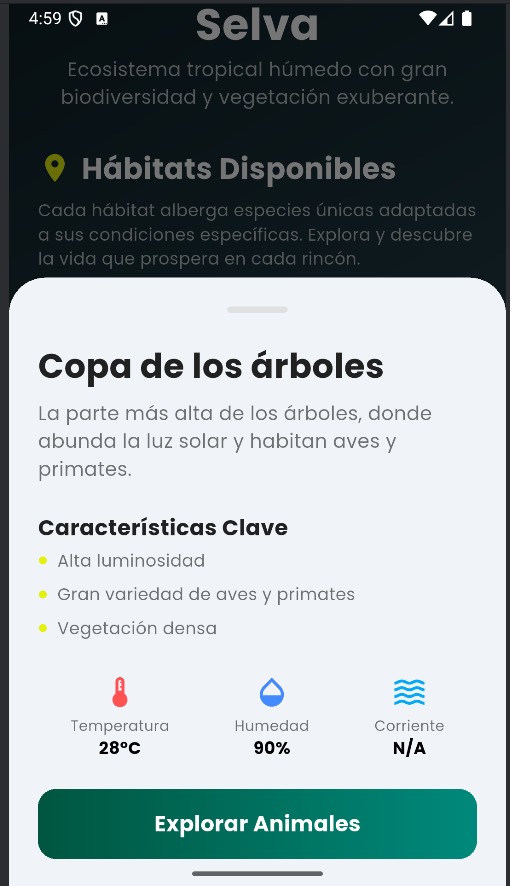 4:59
Selva
Ecosistema tropical húmedo con gran
biodiversidad y vegetación exuberante.
Hábitats Disponibles
Cada hábitat alberga especies únicas adaptadas
a sus condiciones específicas. Explora y descubre
la vida que prospera en cada rincón.
Copa de los árboles
La parte más alta de los árboles, donde
abunda la luz solar y habitan aves y
primates.
Características Clave
Alta luminosidad
Gran variedad de aves y primates
Vegetación densa
Temperatura Humedad Corriente
28°C 90% N/A
Explorar Animales